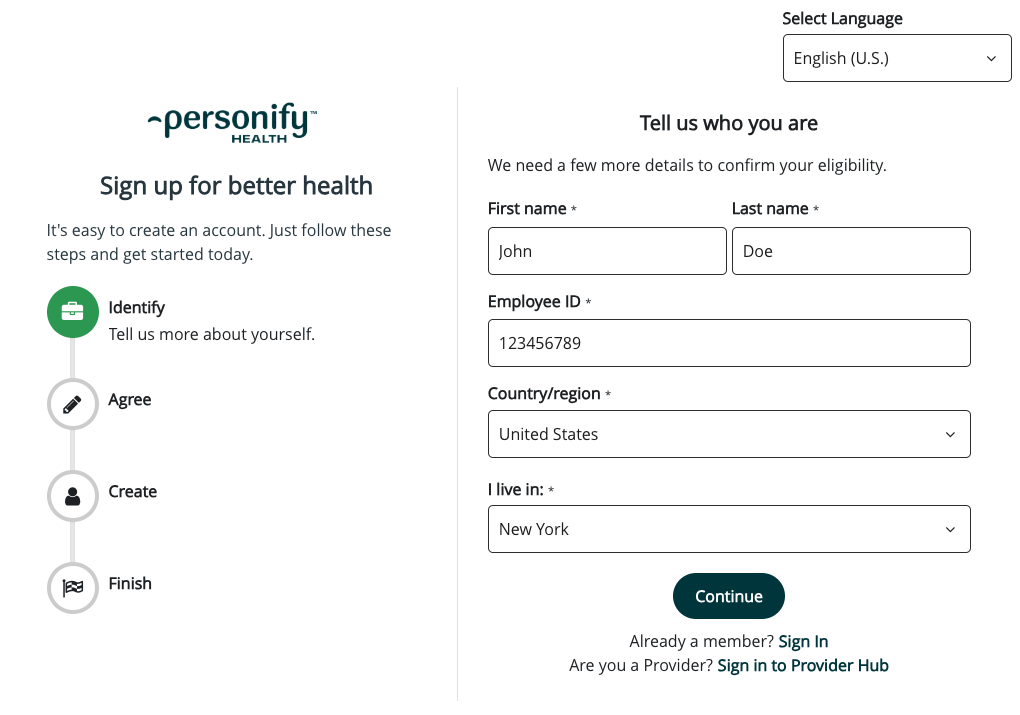 Select Language
English (U.S.)
personify™
HEALTH
Sign up for better health
It's easy to create an account. Just follow these
steps and get started today.
Identify
Tell us more about yourself.
Agree
Create
Finish
Tell us who you are
We need a few more details to confirm your eligibility.
First name *
Last name *
John
Doe
Employee ID *
123456789
Country/region *
United States
I live in: *
New York
Continue
Already a member? Sign In
Are you a Provider? Sign in to Provider Hub